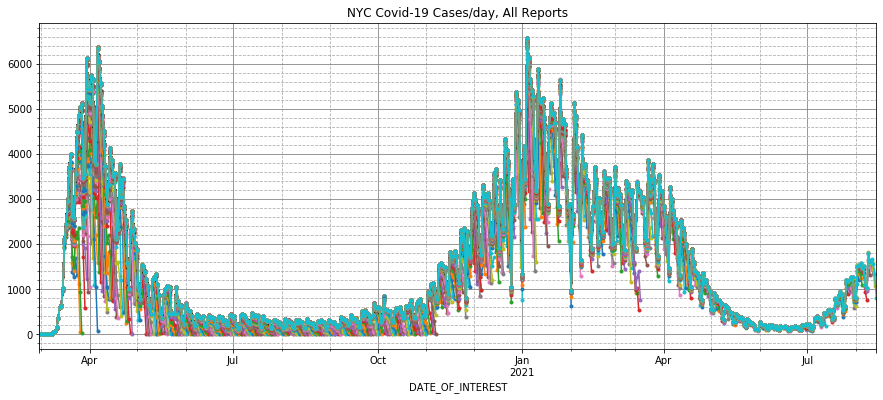 NYC Covid-19 Cases/day, All Reports
6000
5000
4000
3000
2000
1000
0
Apr
Jul
Oct
Jan
2021
Apr
Jul
DATE_OF_INTEREST